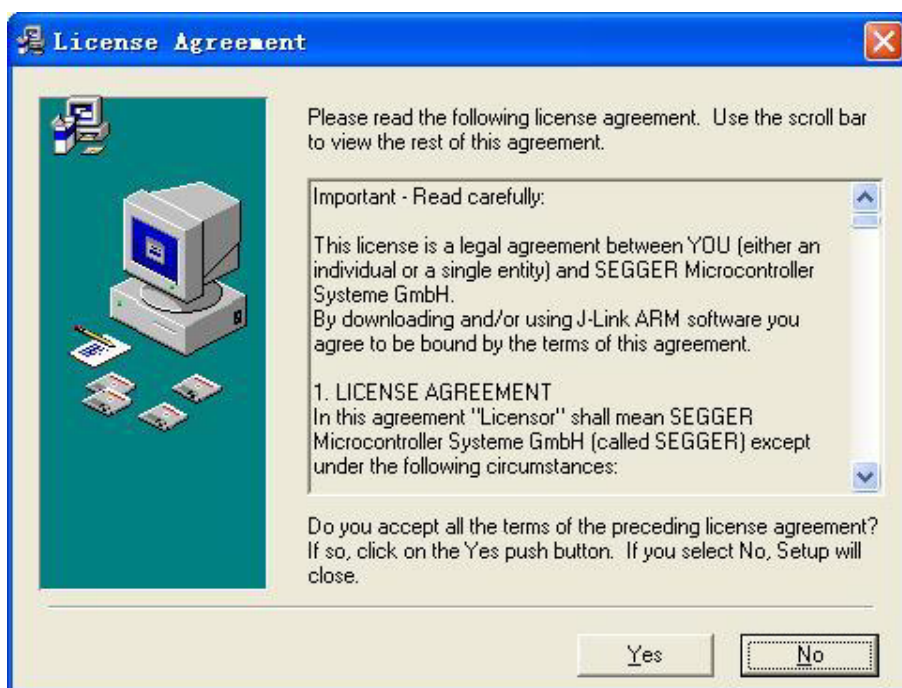 License Agreement
Please read the following license agreement. Use the scroll bar
to view the rest of this agreement.
Important - Read carefully:
This license is a legal agreement between YOU (either an
individual or a single entity) and SEGGER Microcontroller
Systeme GmbH.
By downloading and/or using J-Link ARM software you
agree to be bound by the terms of this agreement.
1. LICENSE AGREEMENT
In this agreement "Licensor" shall mean SEGGER
Microcontroller Systeme GmbH (called SEGGER) except
under the following circumstances:
Do you accept all the terms of the preceding license agreement?
If so, click on the Yes push button. If you select No, Setup will
close.
Yes
No